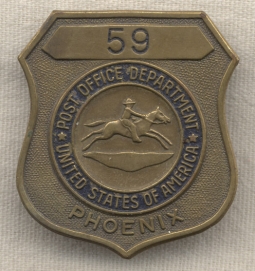 59
POST OFFICE DEPARTMENT
UNITED STATES OF AMERICA
PHOENIX